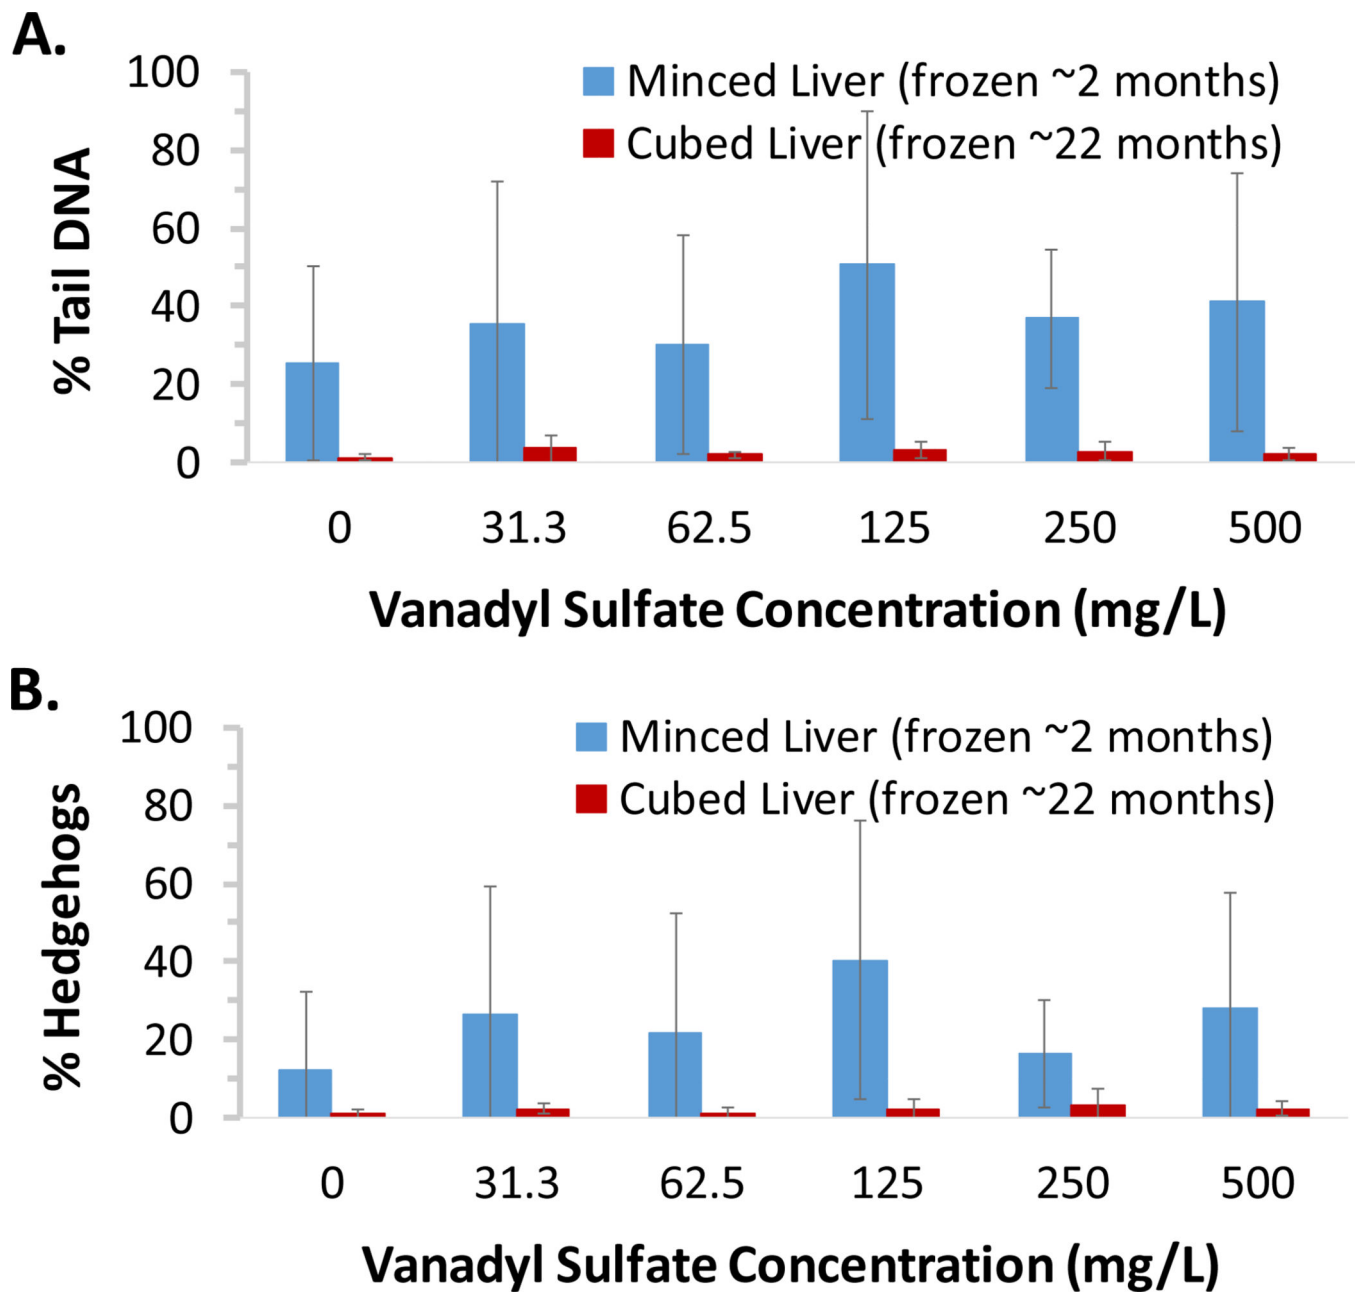 A.
100
80
60
40
20
0
% Tail DNA
Minced Liver (frozen ~2 months)
Cubed Liver (frozen ~22 months)
0 31.3 62.5 125 250 500
Vanadyl Sulfate Concentration (mg/L)
B.
100
80
60
40
20
0
% Hedgehogs
Minced Liver (frozen ~2 months)
Cubed Liver (frozen ~22 months)
0 31.3 62.5 125 250 500
Vanadyl Sulfate Concentration (mg/L)